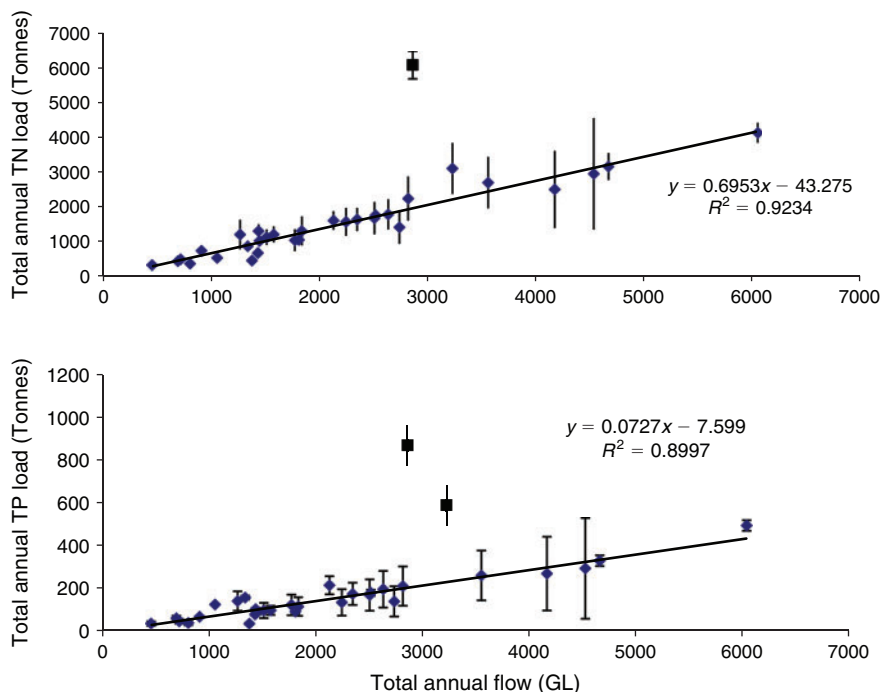 Total annual TN load (Tonnes)
7000
6000
5000
4000
3000
2000
1000
0
y = 0.6953x − 43.275
R² = 0.9234
0 1000 2000 3000 4000 5000 6000 7000
Total annual TP load (Tonnes)
1200
1000
800
600
400
200
0
y = 0.0727x − 7.599
R² = 0.8997
0 1000 2000 3000 4000 5000 6000 7000
Total annual flow (GL)